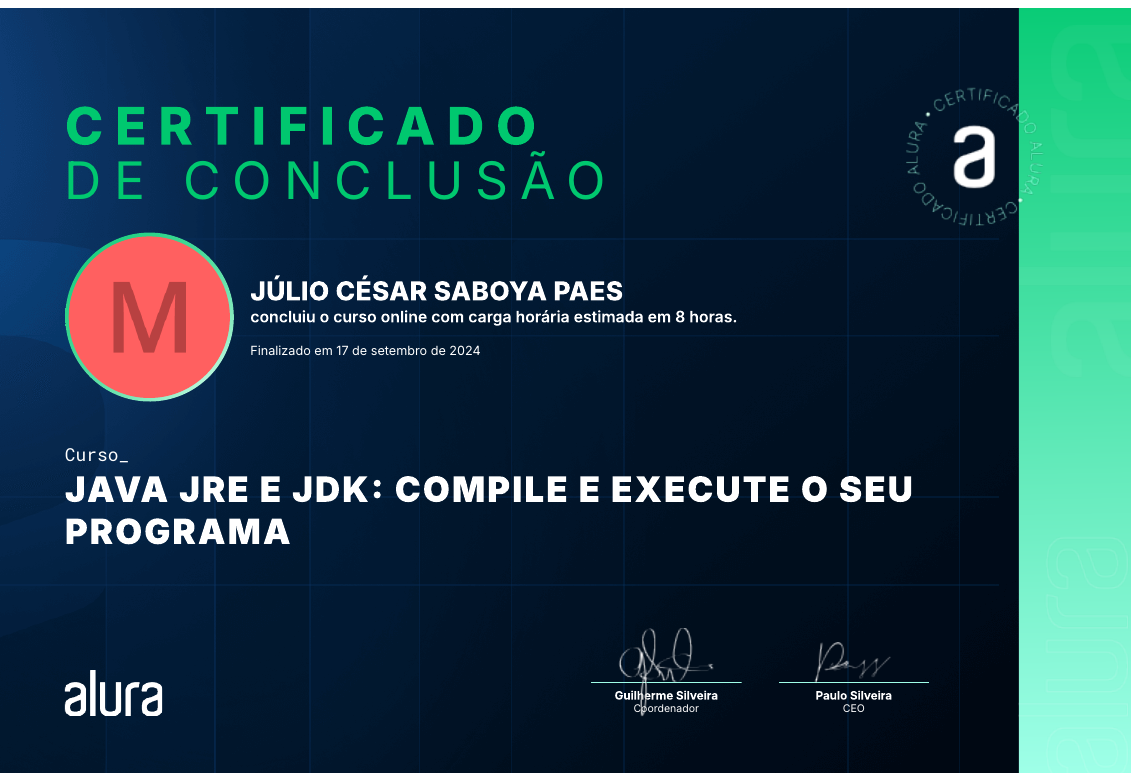 CERTIFICADO
DE CONCLUSÃO
CERTIFICADO ALURA • CERTIFICADO ALURA •
a
M
JÚLIO CÉSAR SABOYA PAES
concluiu o curso online com carga horária estimada em 8 horas.
Finalizado em 17 de setembro de 2024
Curso_
JAVA JRE E JDK: COMPILE E EXECUTE O SEU
PROGRAMA
alura
Guilherme Silveira
Coordenador
Paulo Silveira
CEO
alura
alura